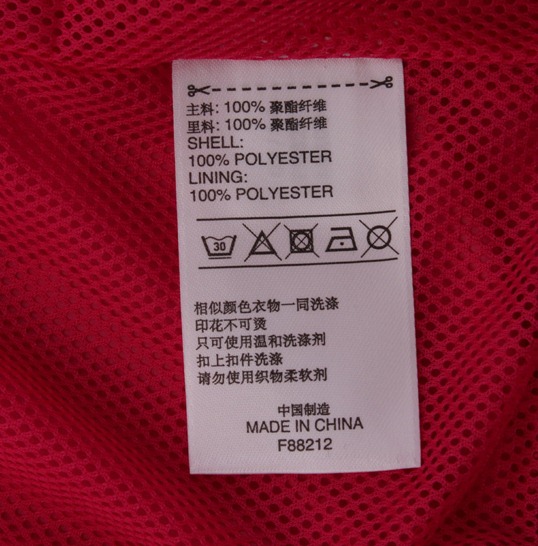 主料: 100% 聚酯纤维
里料: 100% 聚酯纤维
SHELL:
100% POLYESTER
LINING:
100% POLYESTER
30
相似颜色衣物一同洗涤
印花不可烫
只可使用温和洗涤剂
扣上扣件洗涤
请勿使用织物柔软剂
中国制造
MADE IN CHINA
F88212